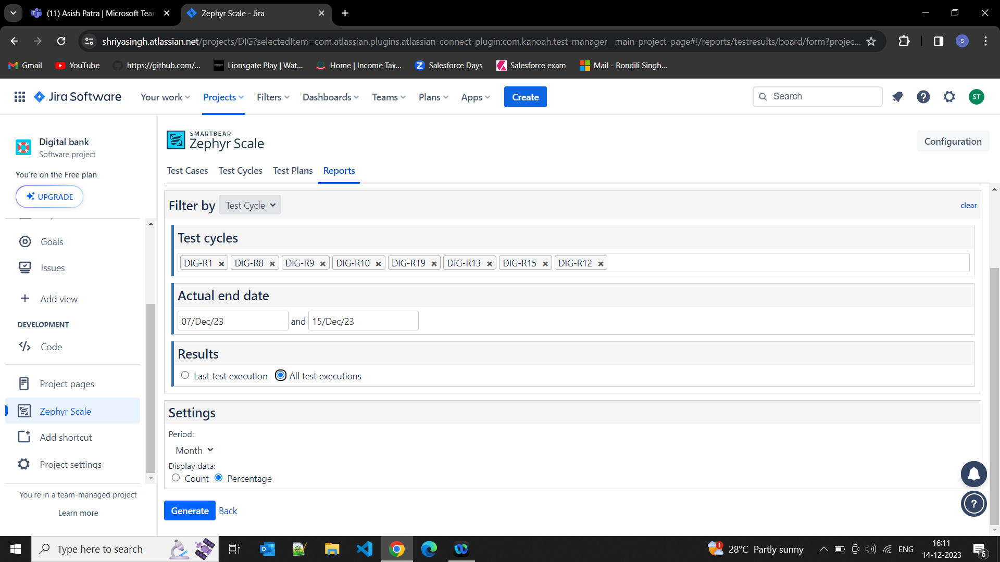 (11) Asish Patra | Microsoft Tean
Zephyr Scale - Jira
shriyasingh.atlassian.net/projects/DIG?selectedItem=com.atlassian.plugins.atlassian-connect-plugin:com.kanoah.test-manager__main-project-page#!/reports/testresults/board/form?projec...
S
Gmail
YouTube
https://github.com/...
Lionsgate Play | Wat...
Home | Income Tax...
Salesforce Days
Salesforce exam
Mail - Bondili Singh...
Jira Software
Your work
Projects
Filters
Dashboards
Teams
Plans
Apps
Create
Search
ST
Digital bank
Software project
You're on the Free plan
UPGRADE
Goals
Issues
Add view
DEVELOPMENT
Code
Project pages
Zephyr Scale
Add shortcut
Project settings
You're in a team-managed project
Learn more
SMARTBEAR
Zephyr Scale
Configuration
Test Cases
Test Cycles
Test Plans
Reports
Filter by
Test Cycle
clear
Test cycles
DIG-R1
DIG-R8
DIG-R9
DIG-R10
DIG-R19
DIG-R13
DIG-R15
DIG-R12
Actual end date
07/Dec/23 and 15/Dec/23
Results
Last test execution
All test executions
Settings
Period:
Month
Display data:
Count
Percentage
Generate
Back
Type here to search
1
28°C Partly sunny
ENG
16:11
14-12-2023
6